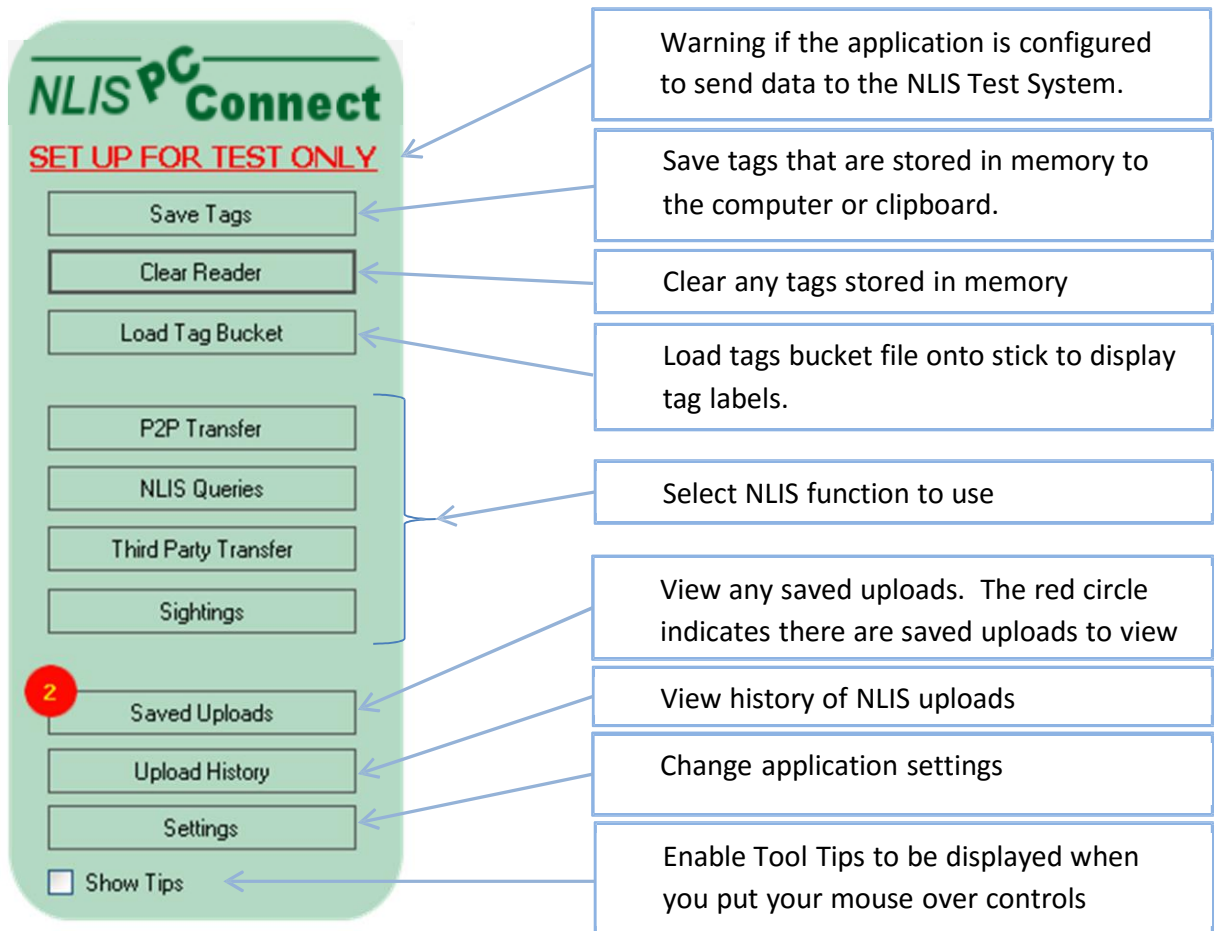 NLIS PC Connect
SET UP FOR TEST ONLY
Save Tags
Clear Reader
Load Tag Bucket
P2P Transfer
NLIS Queries
Third Party Transfer
Sightings
2
Saved Uploads
Upload History
Settings
Show Tips
Warning if the application is configured
to send data to the NLIS Test System.
Save tags that are stored in memory to
the computer or clipboard.
Clear any tags stored in memory
Load tags bucket file onto stick to display
tag labels.
Select NLIS function to use
View any saved uploads.  The red circle
indicates there are saved uploads to view
View history of NLIS uploads
Change application settings
Enable Tool Tips to be displayed when
you put your mouse over controls